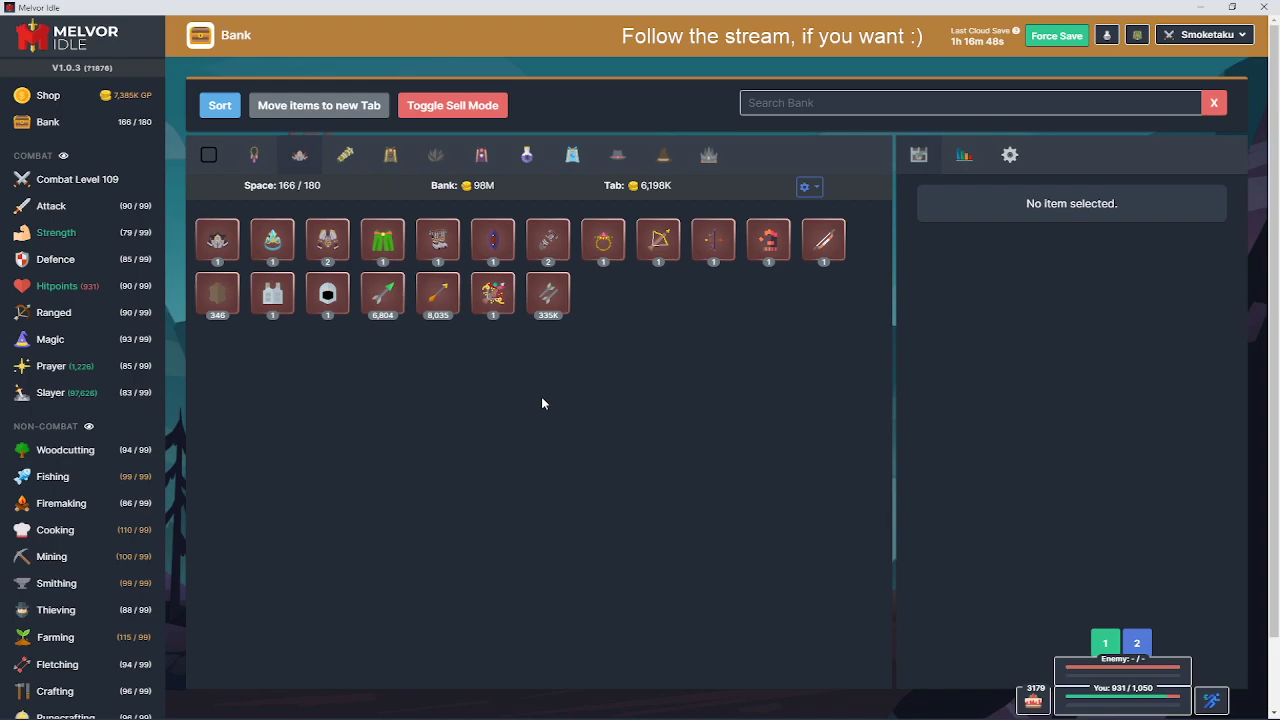 Melvor Idle
MELVOR
IDLE
Bank
Follow the stream, if you want :)
Last Cloud Save
1h 16m 48s
Force Save
Smoketaku
V1.0.3 (?1876)
Shop
7,385K GP
Bank
166 / 180
Sort
Move items to new Tab
Toggle Sell Mode
Search Bank
X
COMBAT
Combat Level 109
Attack (90 / 99)
Strength (79 / 99)
Defence (85 / 99)
Hitpoints (931) (90 / 99)
Ranged (90 / 99)
Magic (93 / 99)
Prayer (1,226) (85 / 99)
Slayer (97,626) (83 / 99)
NON-COMBAT
Woodcutting (94 / 99)
Fishing (99 / 99)
Firemaking (86 / 99)
Cooking (110 / 99)
Mining (100 / 99)
Smithing (99 / 99)
Thieving (88 / 99)
Farming (115 / 99)
Fletching (94 / 99)
Crafting (96 / 99)
Space: 166 / 180
Bank: 98M
Tab: 6,198K
1 1 2 1 1 1 2 1 1 1 1 1
346 1 1 6,804 8,035 1 335K
No item selected.
1 2
Enemy: - / -
3179
You: 931 / 1,050